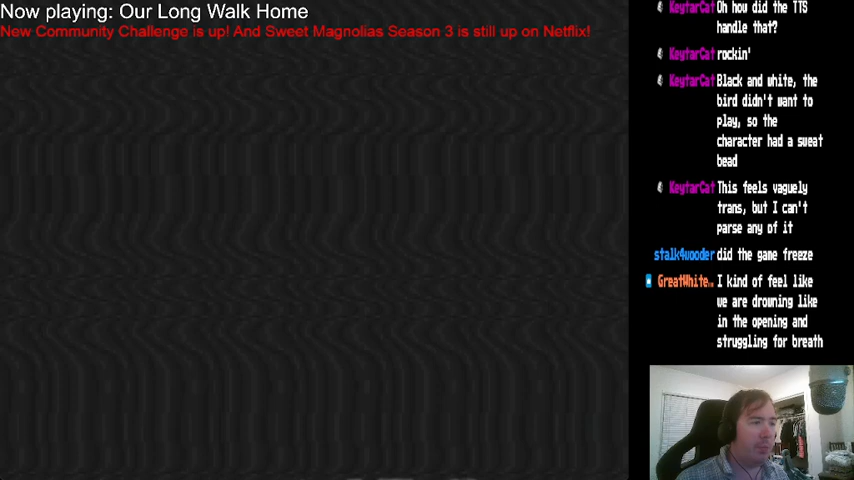 Now playing: Our Long Walk Home
New Community Challenge is up! And Sweet Magnolias Season 3 is still up on Netflix!
KeytarCat Oh how did the TTS
handle that?
KeytarCat rockin'
KeytarCat Black and white, the
bird didn't want to
play, so the
character had a sweat
bead
KeytarCat This feels vaguely
trans, but I can't
parse any of it
stalk4wooder did the game freeze
GreatWhite… I kind of feel like
we are drowning like
in the opening and
struggling for breath